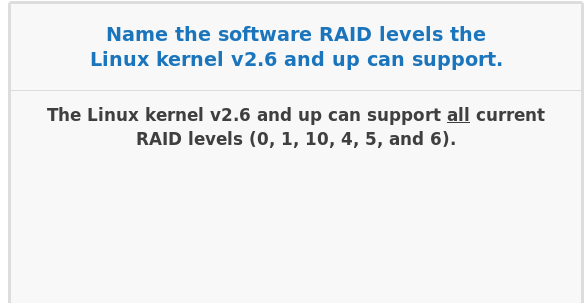 Name the software RAID levels the
Linux kernel v2.6 and up can support.
The Linux kernel v2.6 and up can support all current
RAID levels (0, 1, 10, 4, 5, and 6).